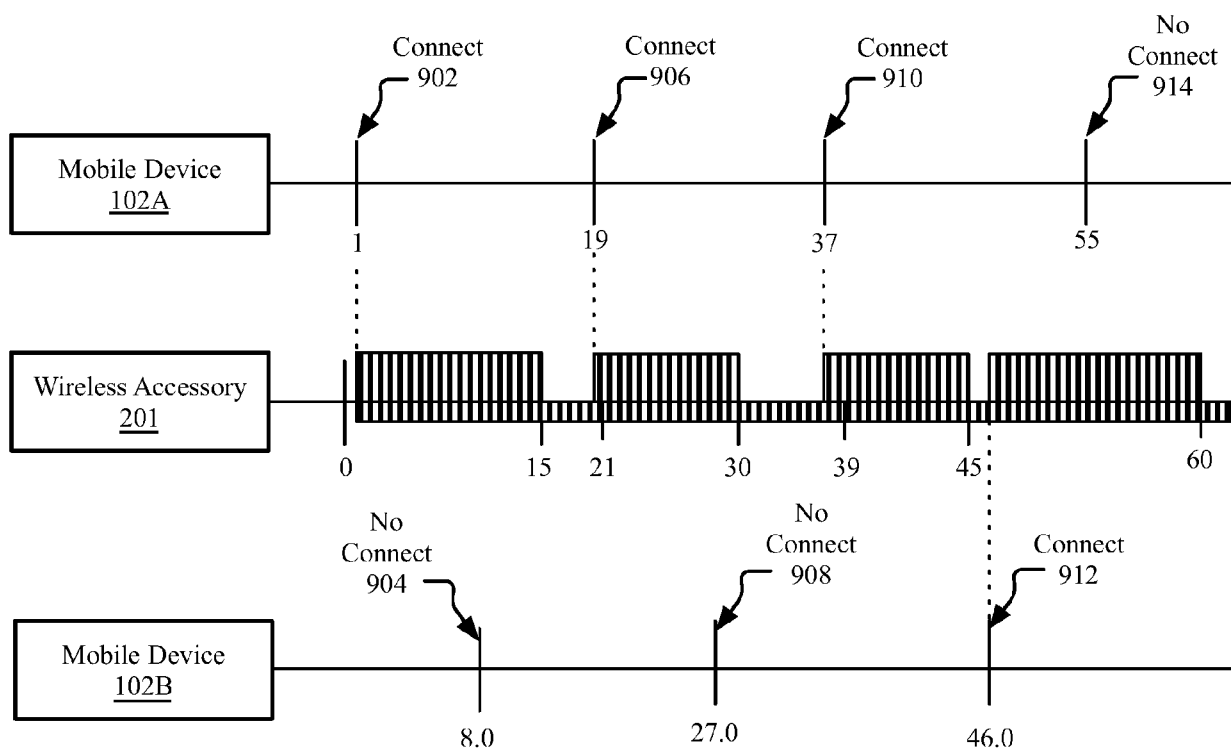 Connect
902
Connect
906
Connect
910
No
Connect
914
Mobile Device
102A
1
19
37
55
Wireless Accessory
201
0
15
21
30
39
45
60
No
Connect
904
No
Connect
908
Connect
912
Mobile Device
102B
8.0
27.0
46.0